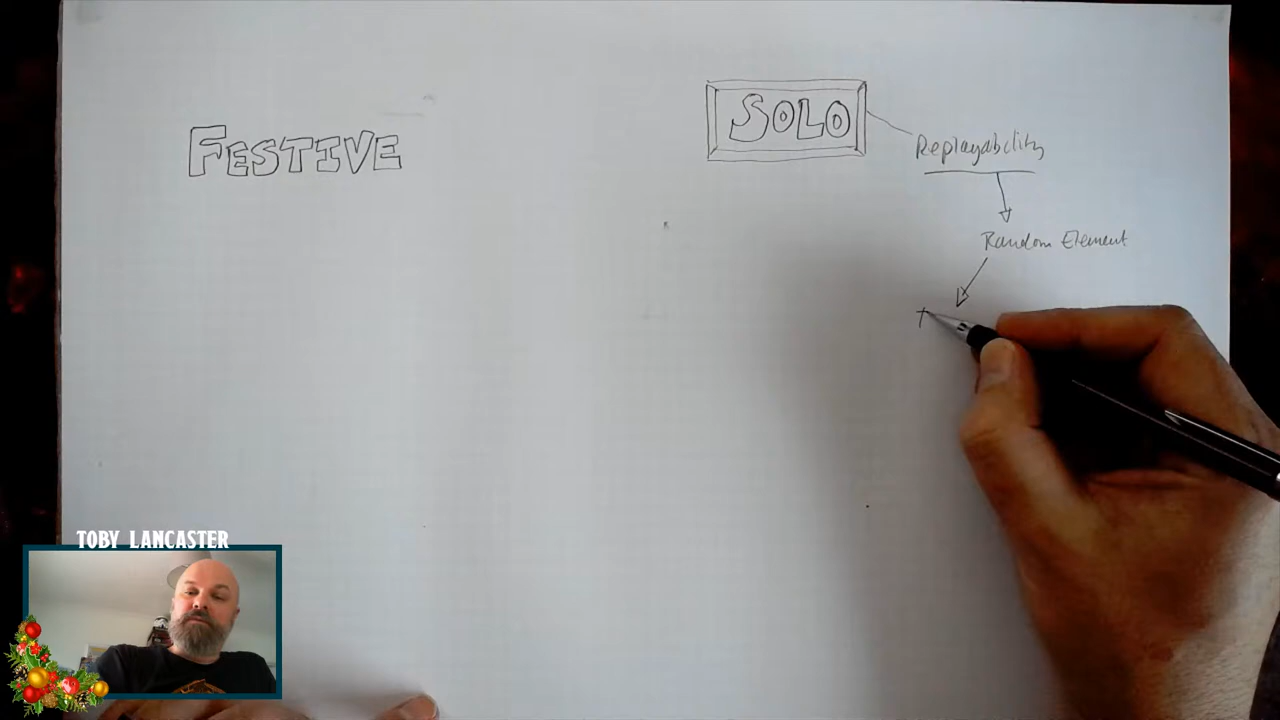 SOLO
FESTIVE
Replayability
Random Element
TOBY LANCASTER